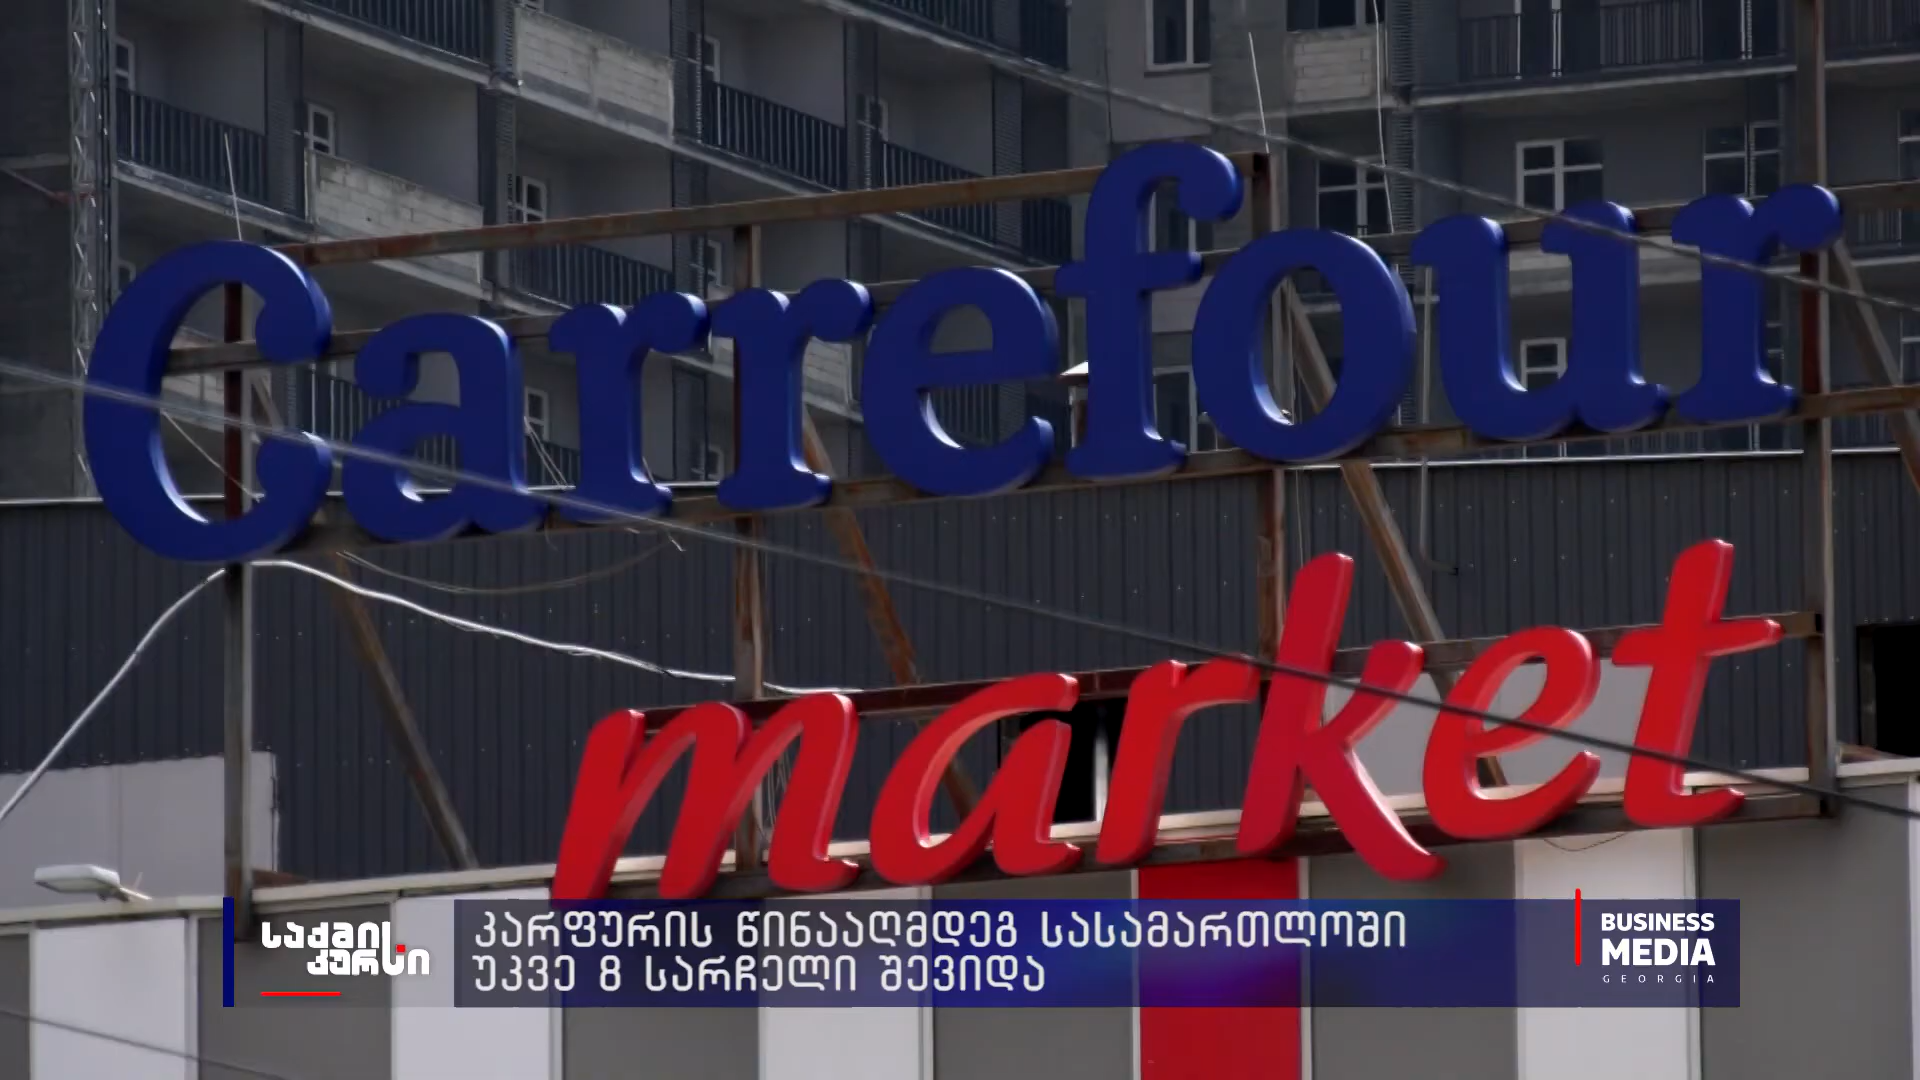 Carrefour
market
საქმის
კურსი
კარფურის წინააღმდეგ სასამართლოში
უკვე 8 სარჩელი შევიდა
BUSINESS
MEDIA
GEORGIA